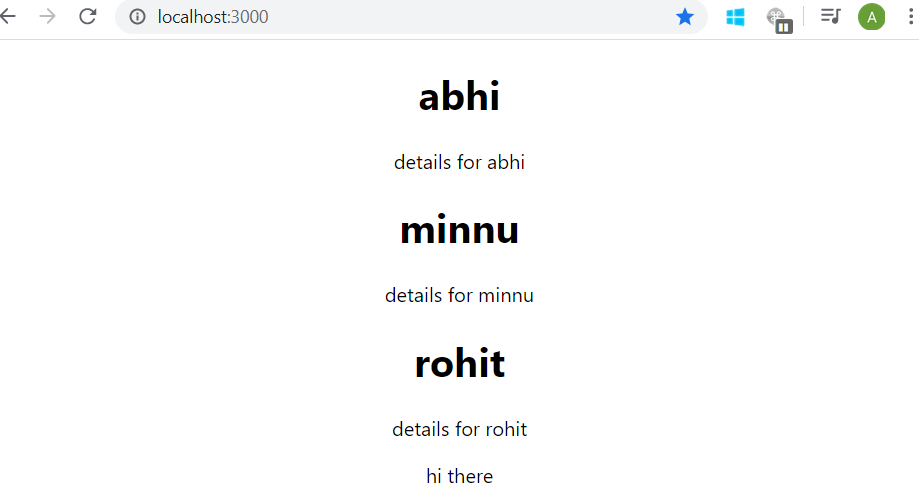 localhost:3000
A
abhi
details for abhi
minnu
details for minnu
rohit
details for rohit
hi there